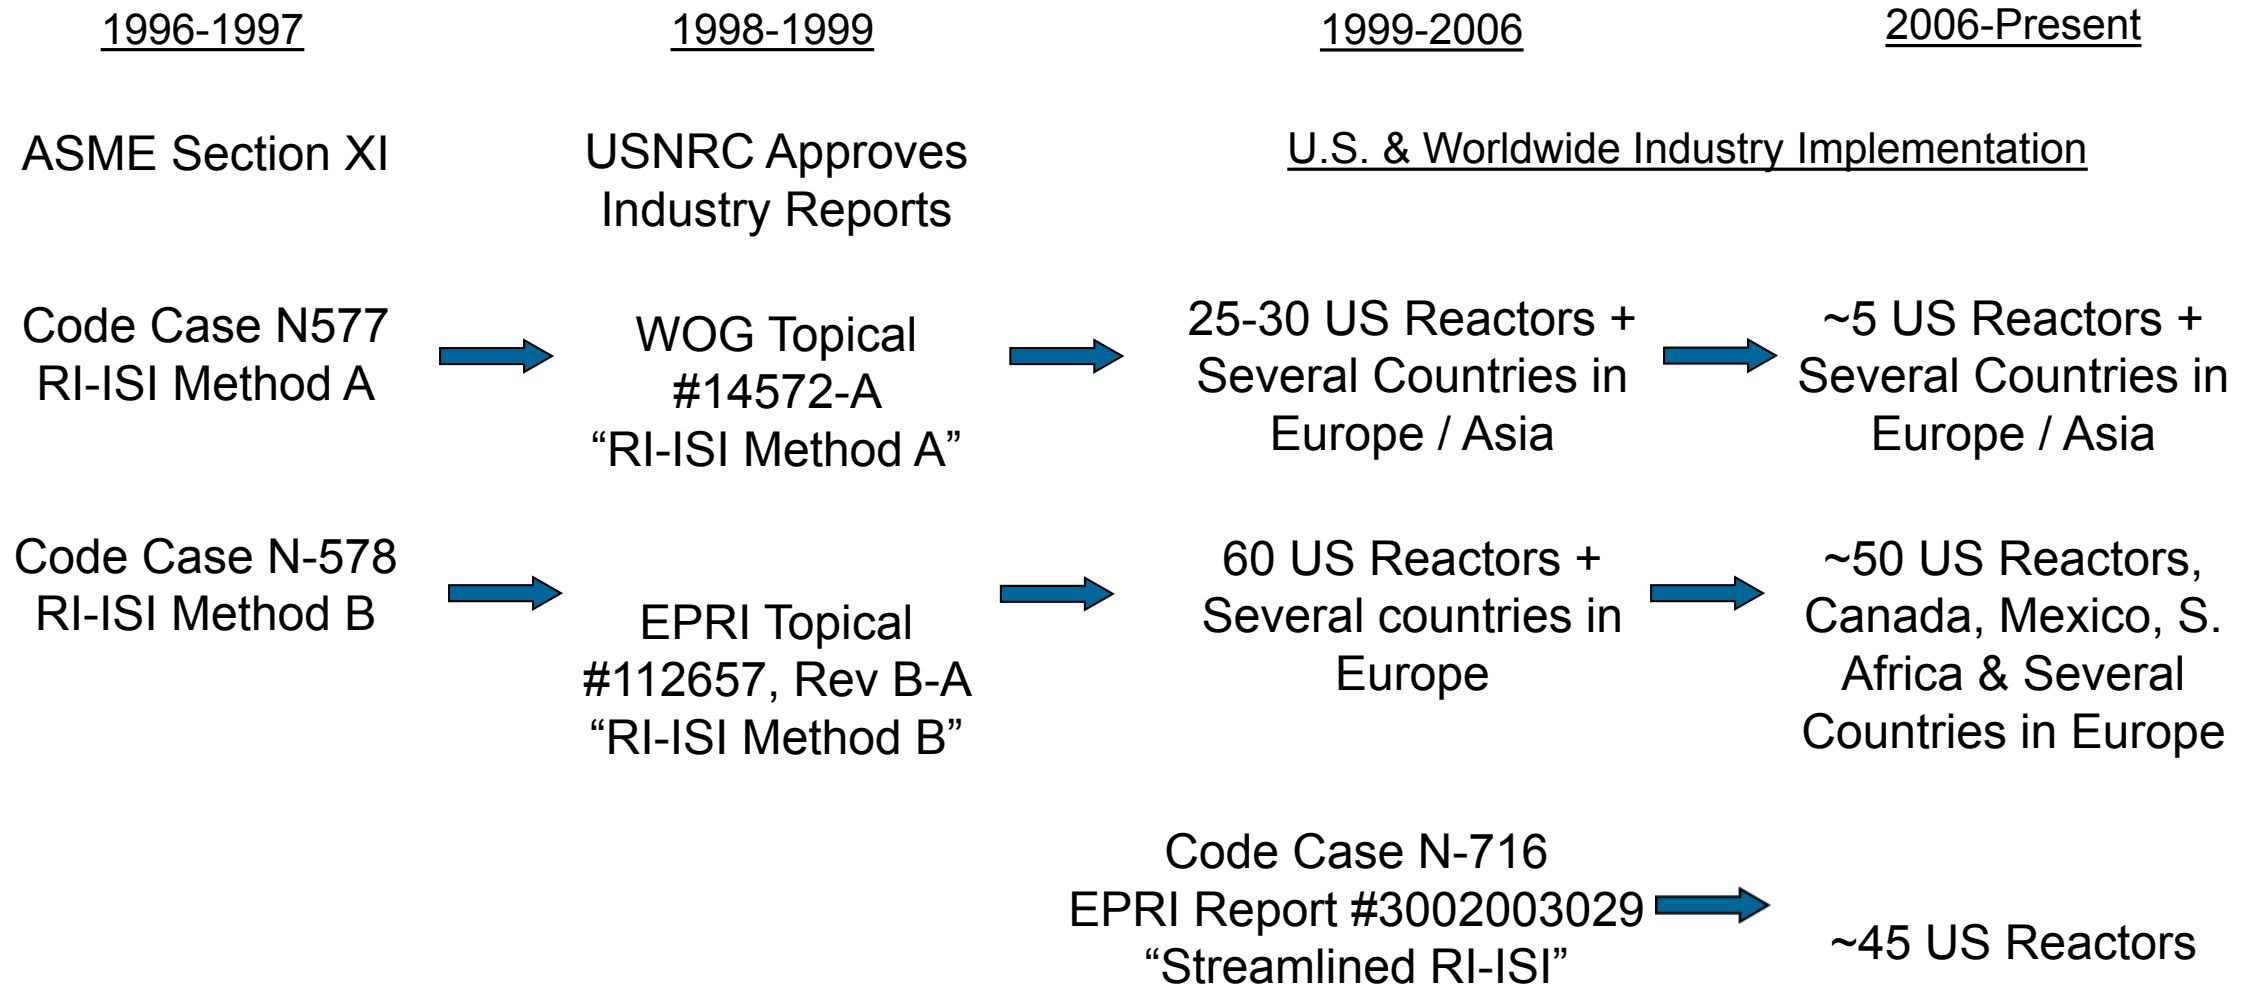 1996-1997
1998-1999
1999-2006
2006-Present
ASME Section XI
USNRC Approves
Industry Reports
U.S. & Worldwide Industry Implementation
Code Case N577
RI-ISI Method A
WOG Topical
#14572-A
“RI-ISI Method A”
25-30 US Reactors +
Several Countries in
Europe / Asia
~5 US Reactors +
Several Countries in
Europe / Asia
Code Case N-578
RI-ISI Method B
EPRI Topical
#112657, Rev B-A
“RI-ISI Method B”
60 US Reactors +
Several countries in
Europe
~50 US Reactors,
Canada, Mexico, S.
Africa & Several
Countries in Europe
Code Case N-716
EPRI Report #3002003029
“Streamlined RI-ISI”
~45 US Reactors